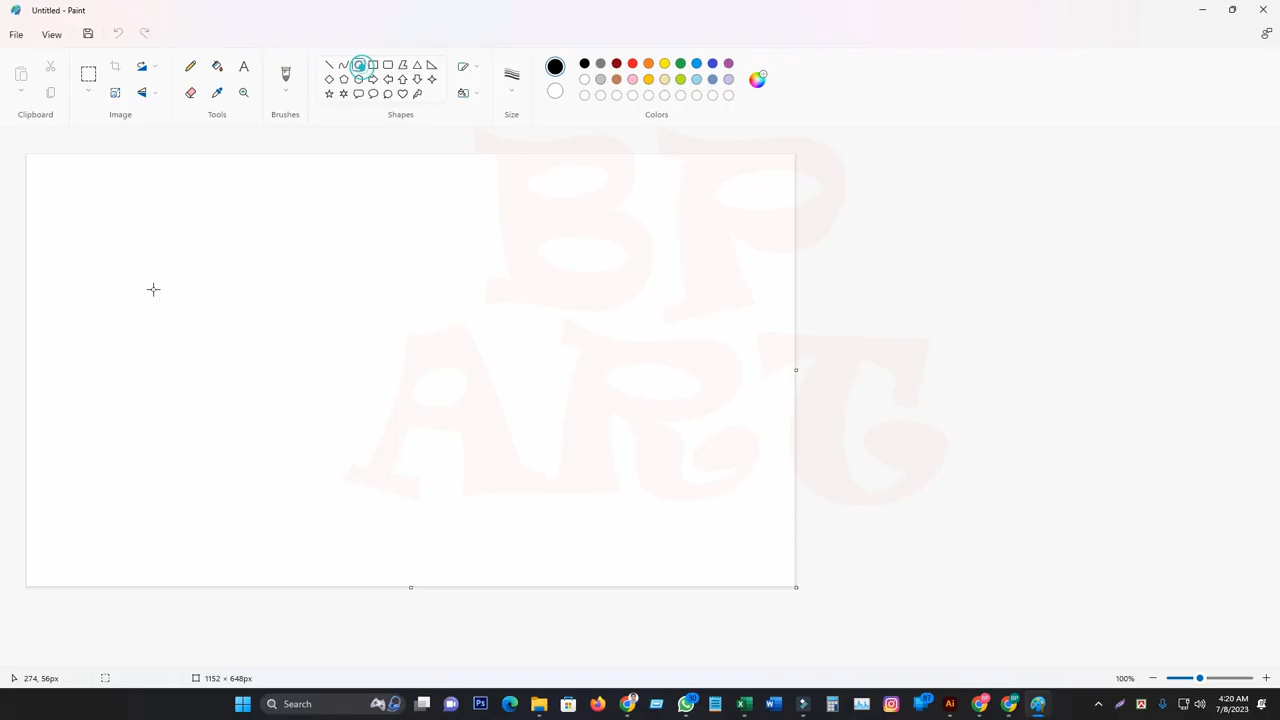 Untitled - Paint
File View
Clipboard Image Tools Brushes Shapes Size Colors
BP
ART
274, 56px 1152 × 648px 100%
Search
4:20 AM
7/8/2023